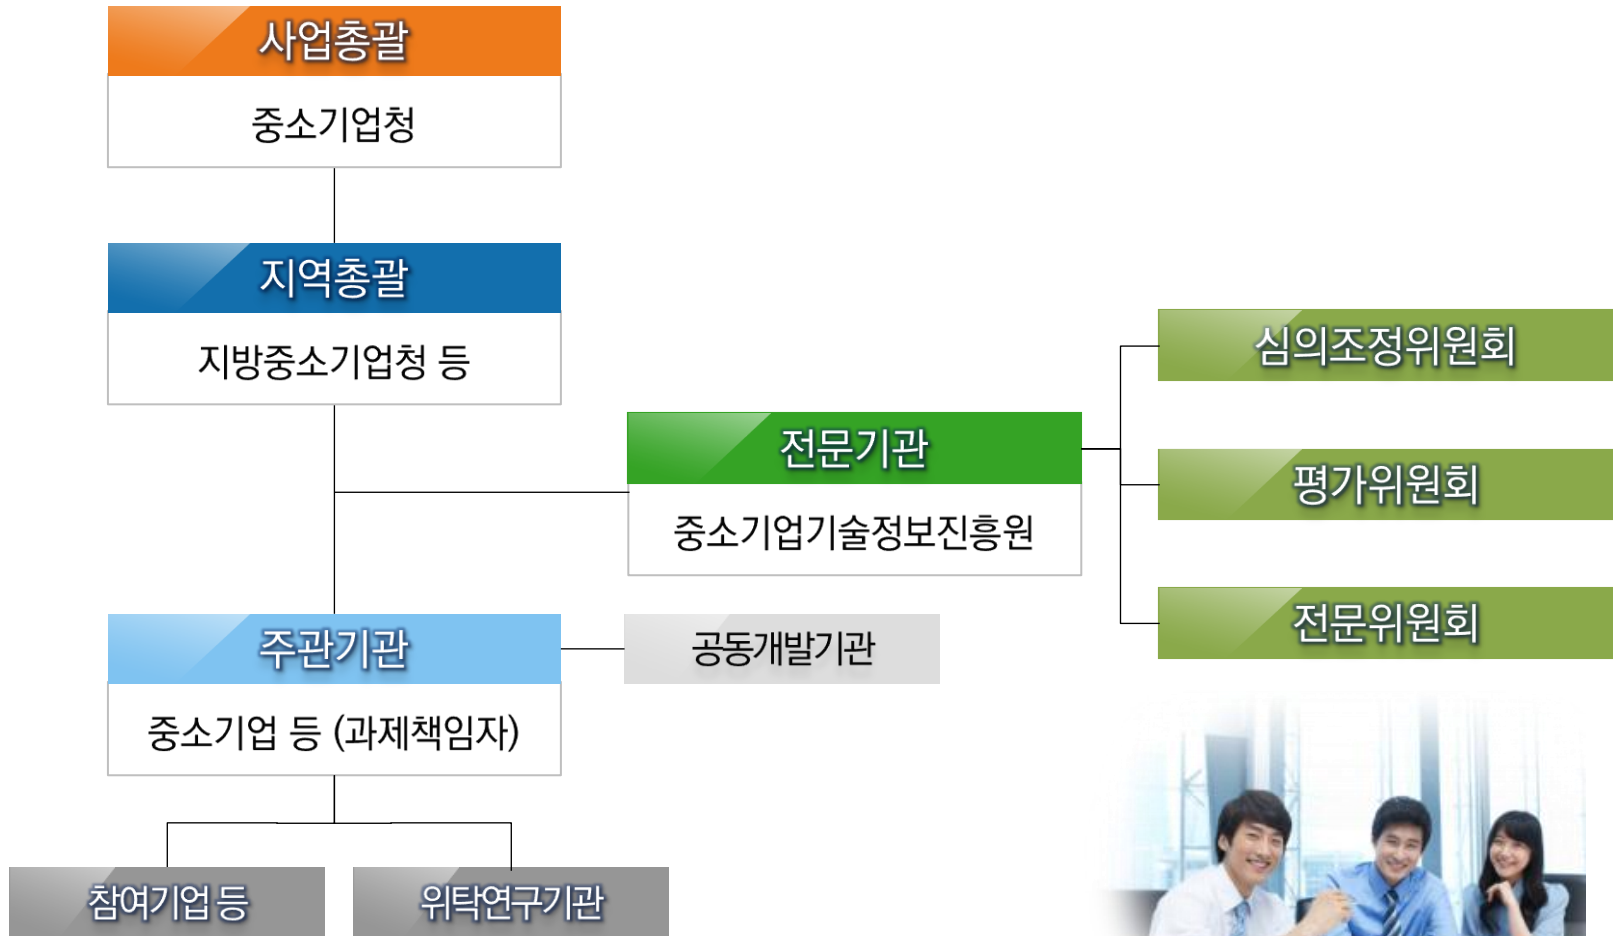 사업총괄
중소기업청
지역총괄
지방중소기업청 등
심의조정위원회
전문기관
평가위원회
중소기업기술정보진흥원
전문위원회
주관기관
공동개발기관
중소기업 등 (과제책임자)
참여기업 등
위탁연구기관